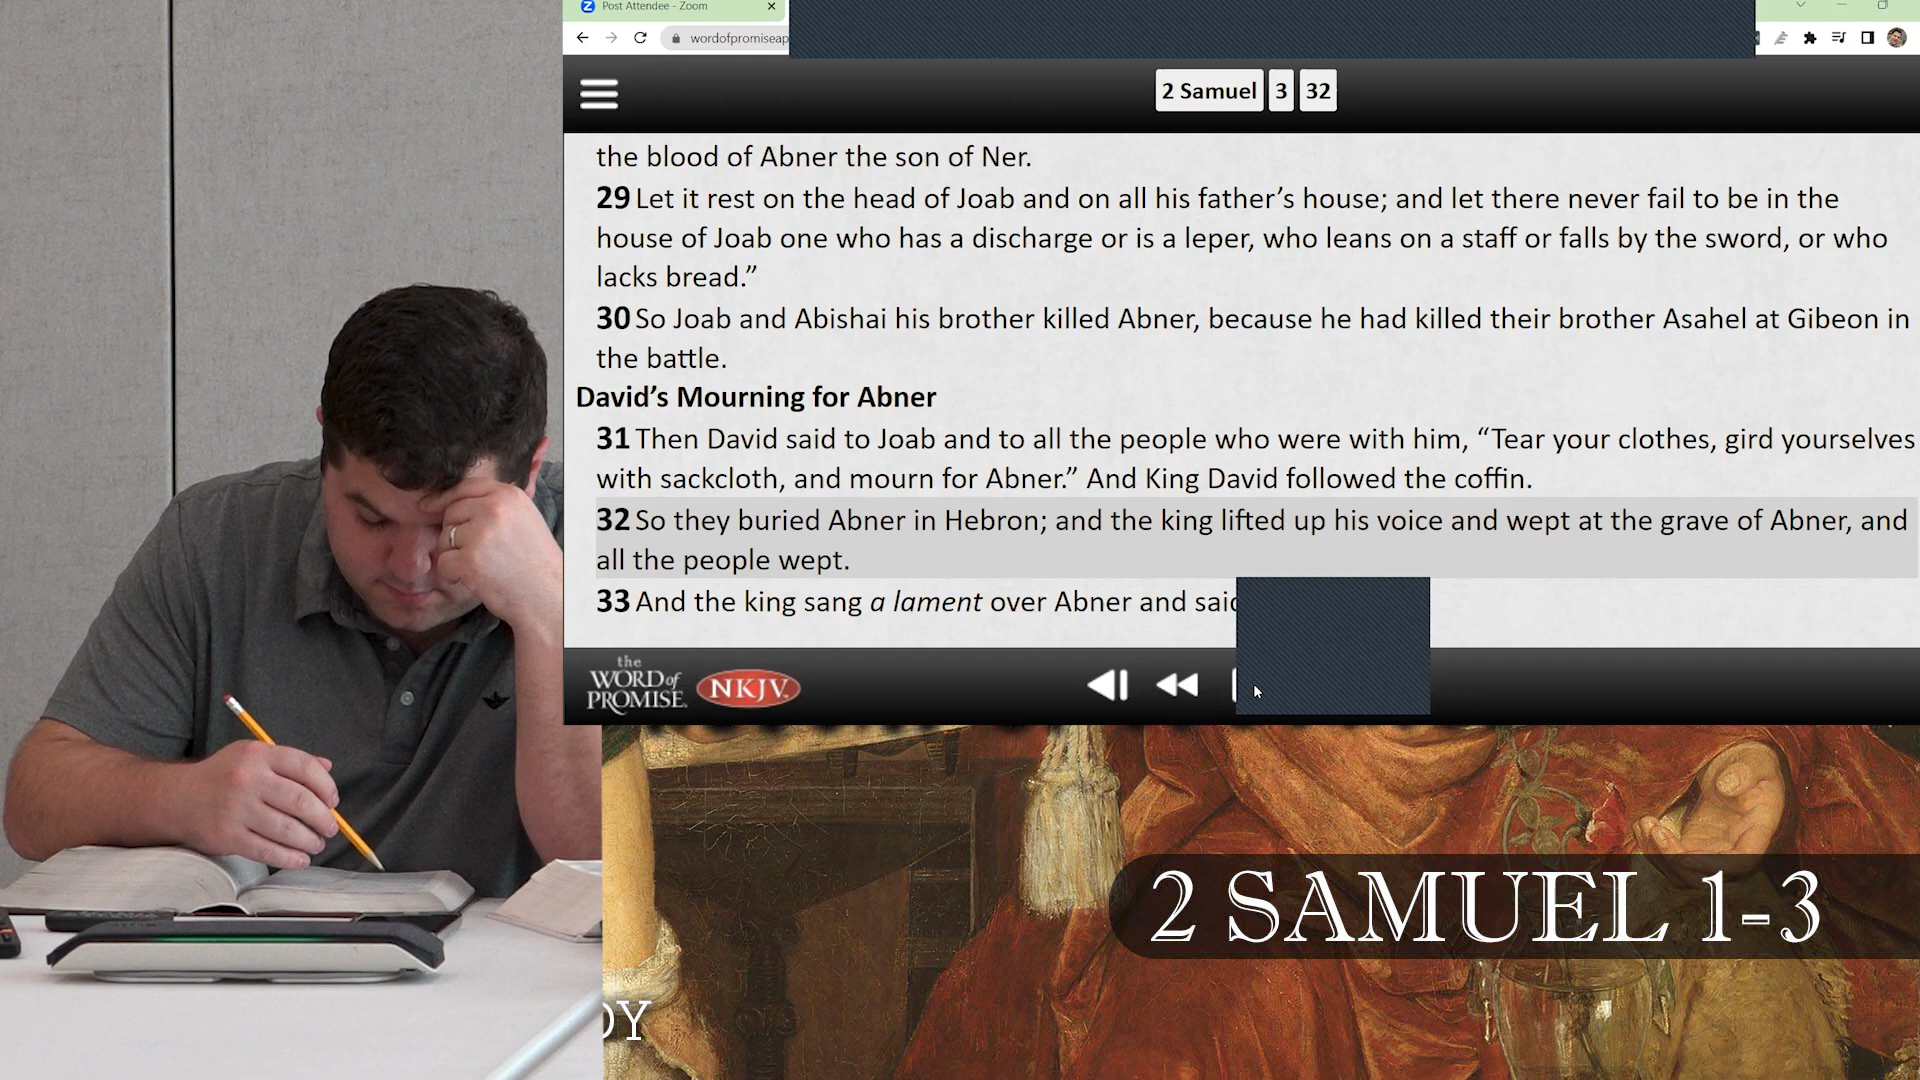 Post Attendee - Zoom
wordofpromiseap
2 Samuel 3 32
the blood of Abner the son of Ner.
29 Let it rest on the head of Joab and on all his father’s house; and let there never fail to be in the
house of Joab one who has a discharge or is a leper, who leans on a staff or falls by the sword, or who
lacks bread.”
30 So Joab and Abishai his brother killed Abner, because he had killed their brother Asahel at Gibeon in
the battle.
David’s Mourning for Abner
31 Then David said to Joab and to all the people who were with him, “Tear your clothes, gird yourselves
with sackcloth, and mourn for Abner.” And King David followed the coffin.
32 So they buried Abner in Hebron; and the king lifted up his voice and wept at the grave of Abner, and
all the people wept.
33 And the king sang a lament over Abner and said
the
WORD of
PROMISE
NKJV
2 SAMUEL 1-3
DY